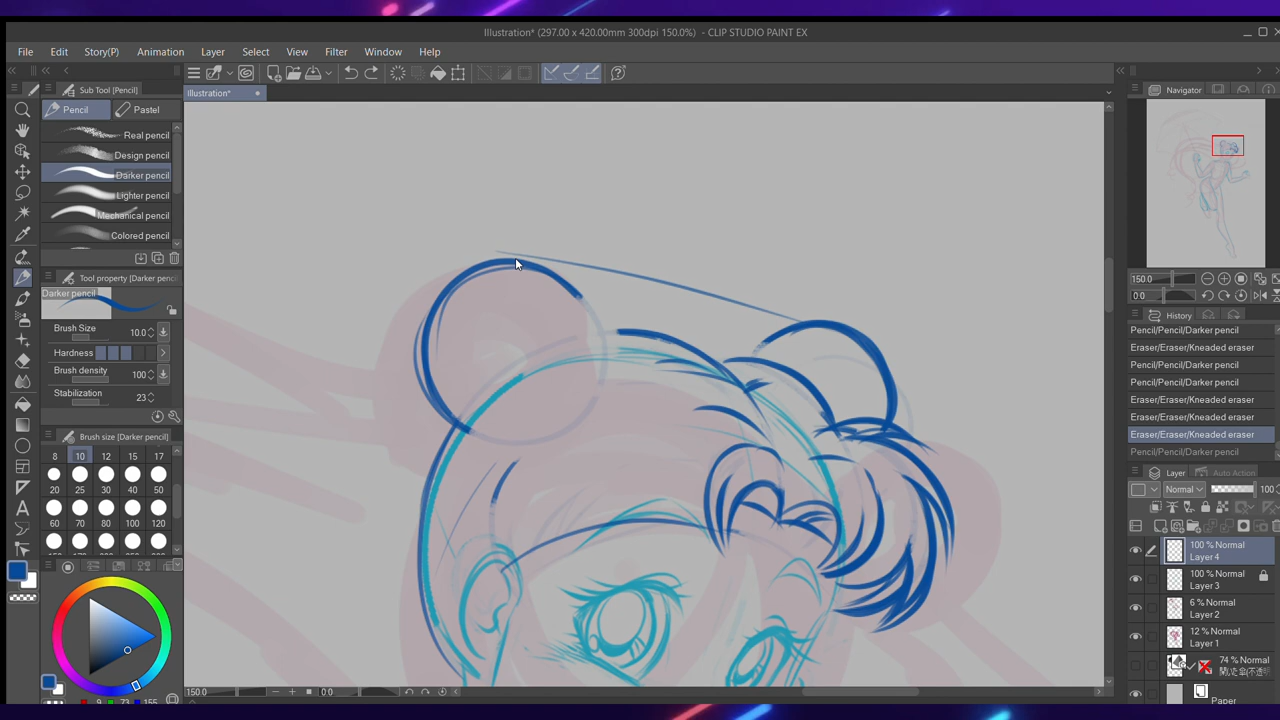 Illustration* (297.00 x 420.00mm 300dpi 150.0%) - CLIP STUDIO PAINT EX
File Edit Story(P) Animation Layer Select View Filter Window Help
Sub Tool [Pencil]
Illustration*
Navigator
Pencil Pastel
Real pencil
Design pencil
Darker pencil
Lighter pencil
Mechanical pencil
Colored pencil
Tool property [Darker penc
Darker pencil
Brush Size 10.0
Hardness
Brush density 100
Stabilization 23
Brush size [Darker pencil]
8 10 12 15 17
20 25 30 40 50
60 70 80 100 120
150.0
0.0
History
Pencil/Pencil/Darker pencil
Eraser/Eraser/Kneaded eraser
Pencil/Pencil/Darker pencil
Pencil/Pencil/Darker pencil
Eraser/Eraser/Kneaded eraser
Eraser/Eraser/Kneaded eraser
Eraser/Eraser/Kneaded eraser
Pencil/Pencil/Darker pencil
Layer Auto Action
Normal 100
100 % Normal
Layer 4
100 % Normal
Layer 3
6 % Normal
Layer 2
12 % Normal
Layer 1
74 % Normal
Paper
150.0 0.0
9 73 155